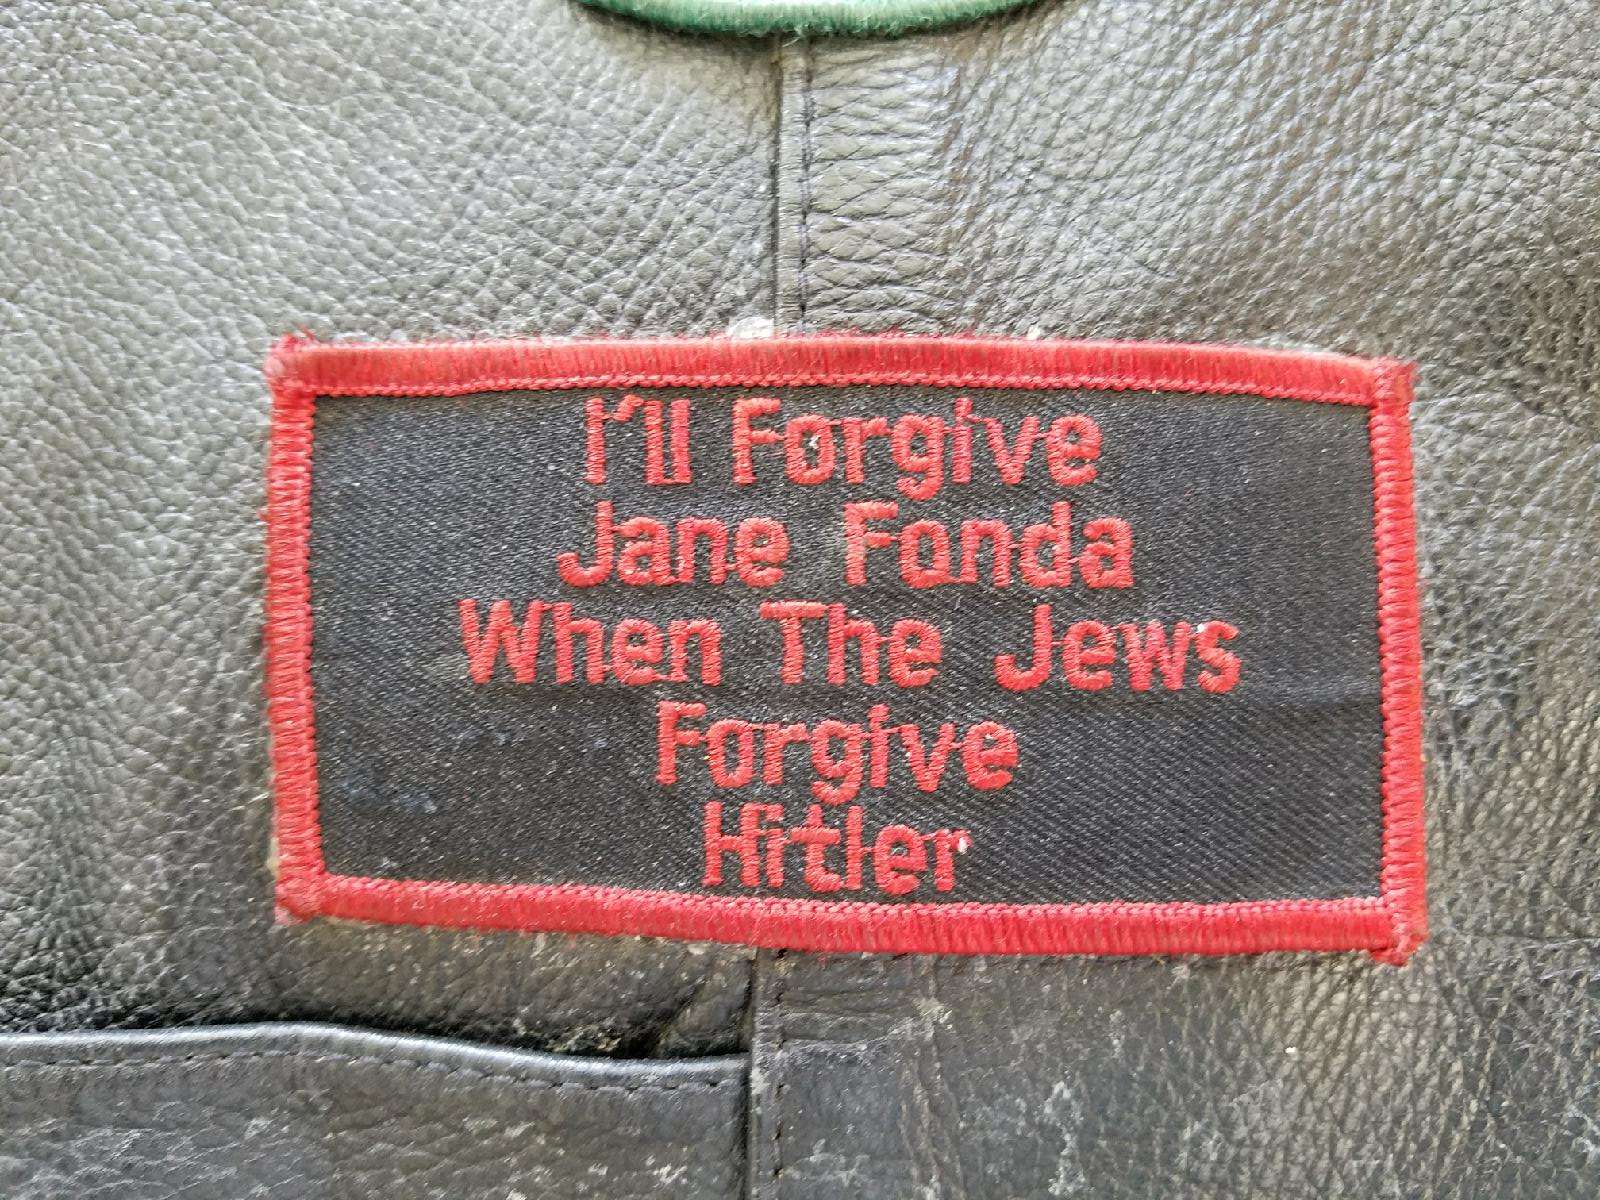 I'll Forgive
Jane Fonda
When The Jews
Forgive
Hitler